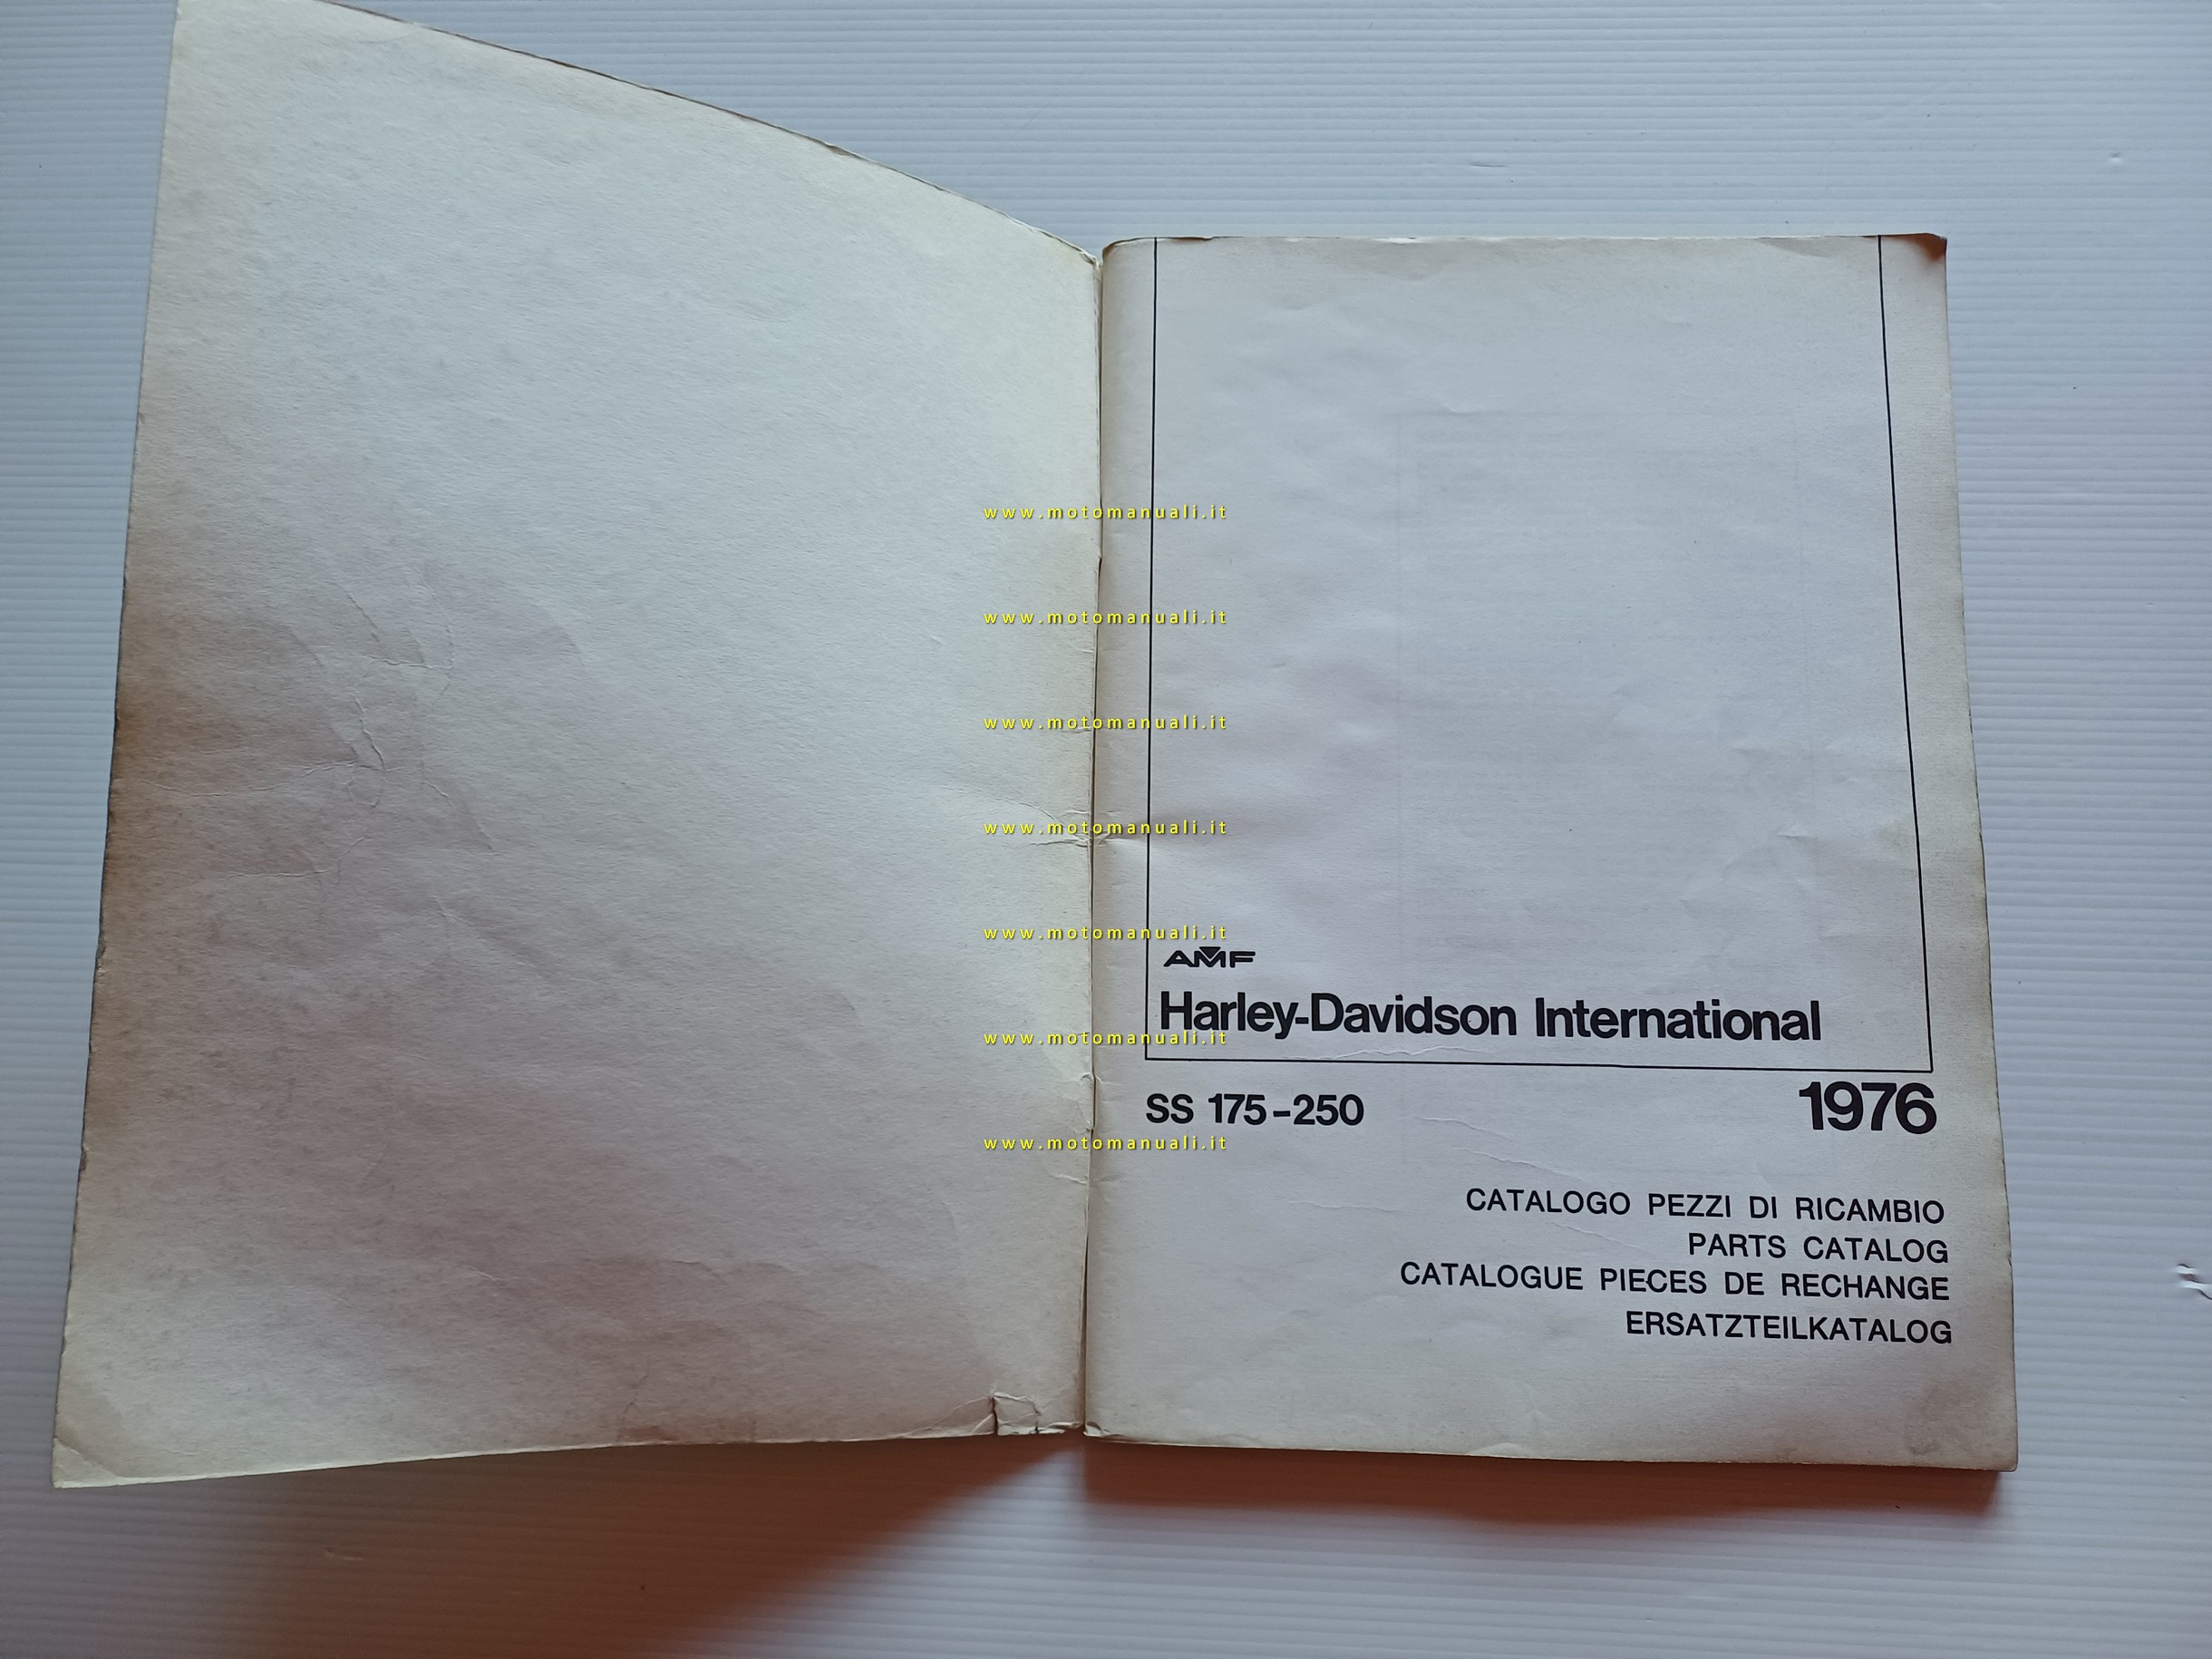 www.motomanuali.it
www.motomanuali.it
www.motomanuali.it
www.motomanuali.it
www.motomanuali.it
AMF
Harley-Davidson International
www.motomanuali.it
SS 175-250
1976
www.motomanuali.it
CATALOGO PEZZI DI RICAMBIO
PARTS CATALOG
CATALOGUE PIECES DE RECHANGE
ERSATZTEILKATALOG